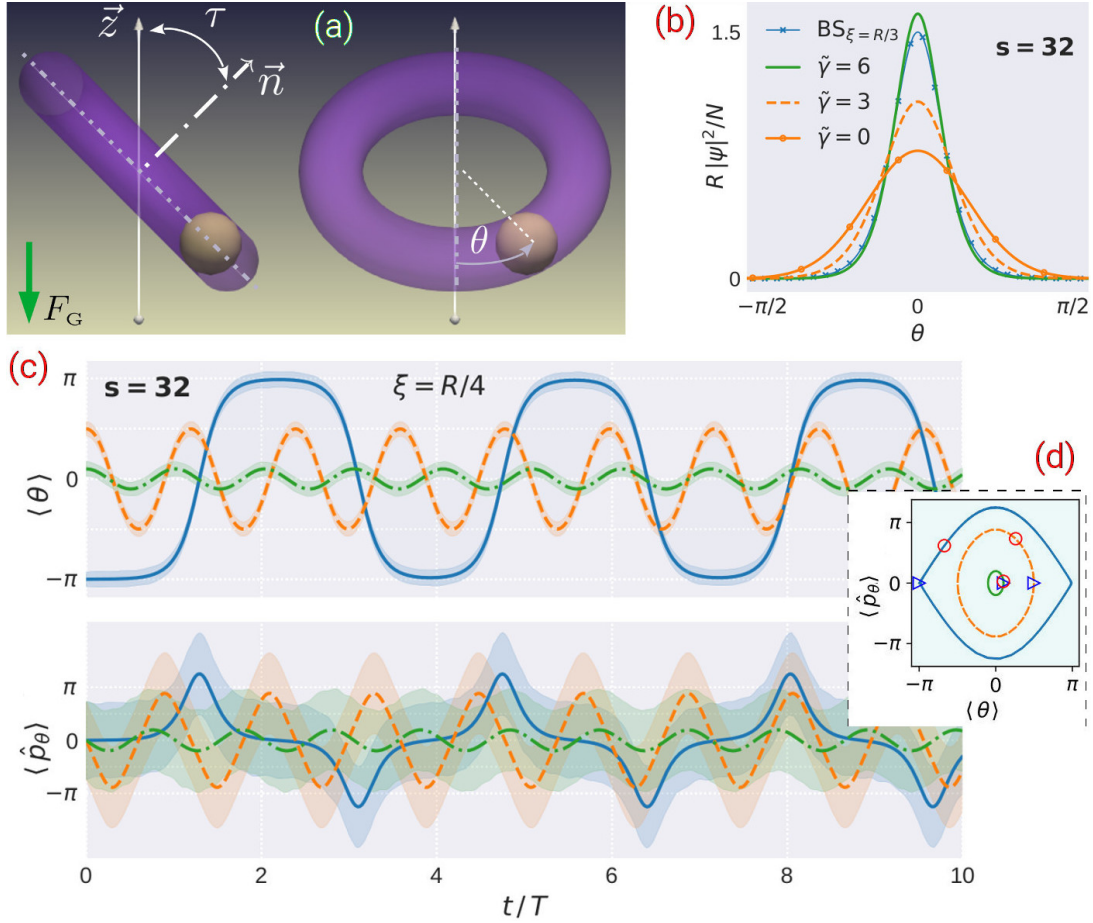 (a)
z⃗
τ
n⃗
θ
F_G
(b)
s = 32
BS_ξ=R/3
γ̃ = 6
γ̃ = 3
γ̃ = 0
R |ψ|²/N
1.5
0
−π/2
0
π/2
θ
(c)
s = 32
ξ = R/4
⟨θ⟩
π
0
−π
⟨p̂_θ⟩
π
0
−π
0
2
4
6
8
10
t/T
(d)
⟨p̂_θ⟩
π
0
−π
−π
0
π
⟨θ⟩